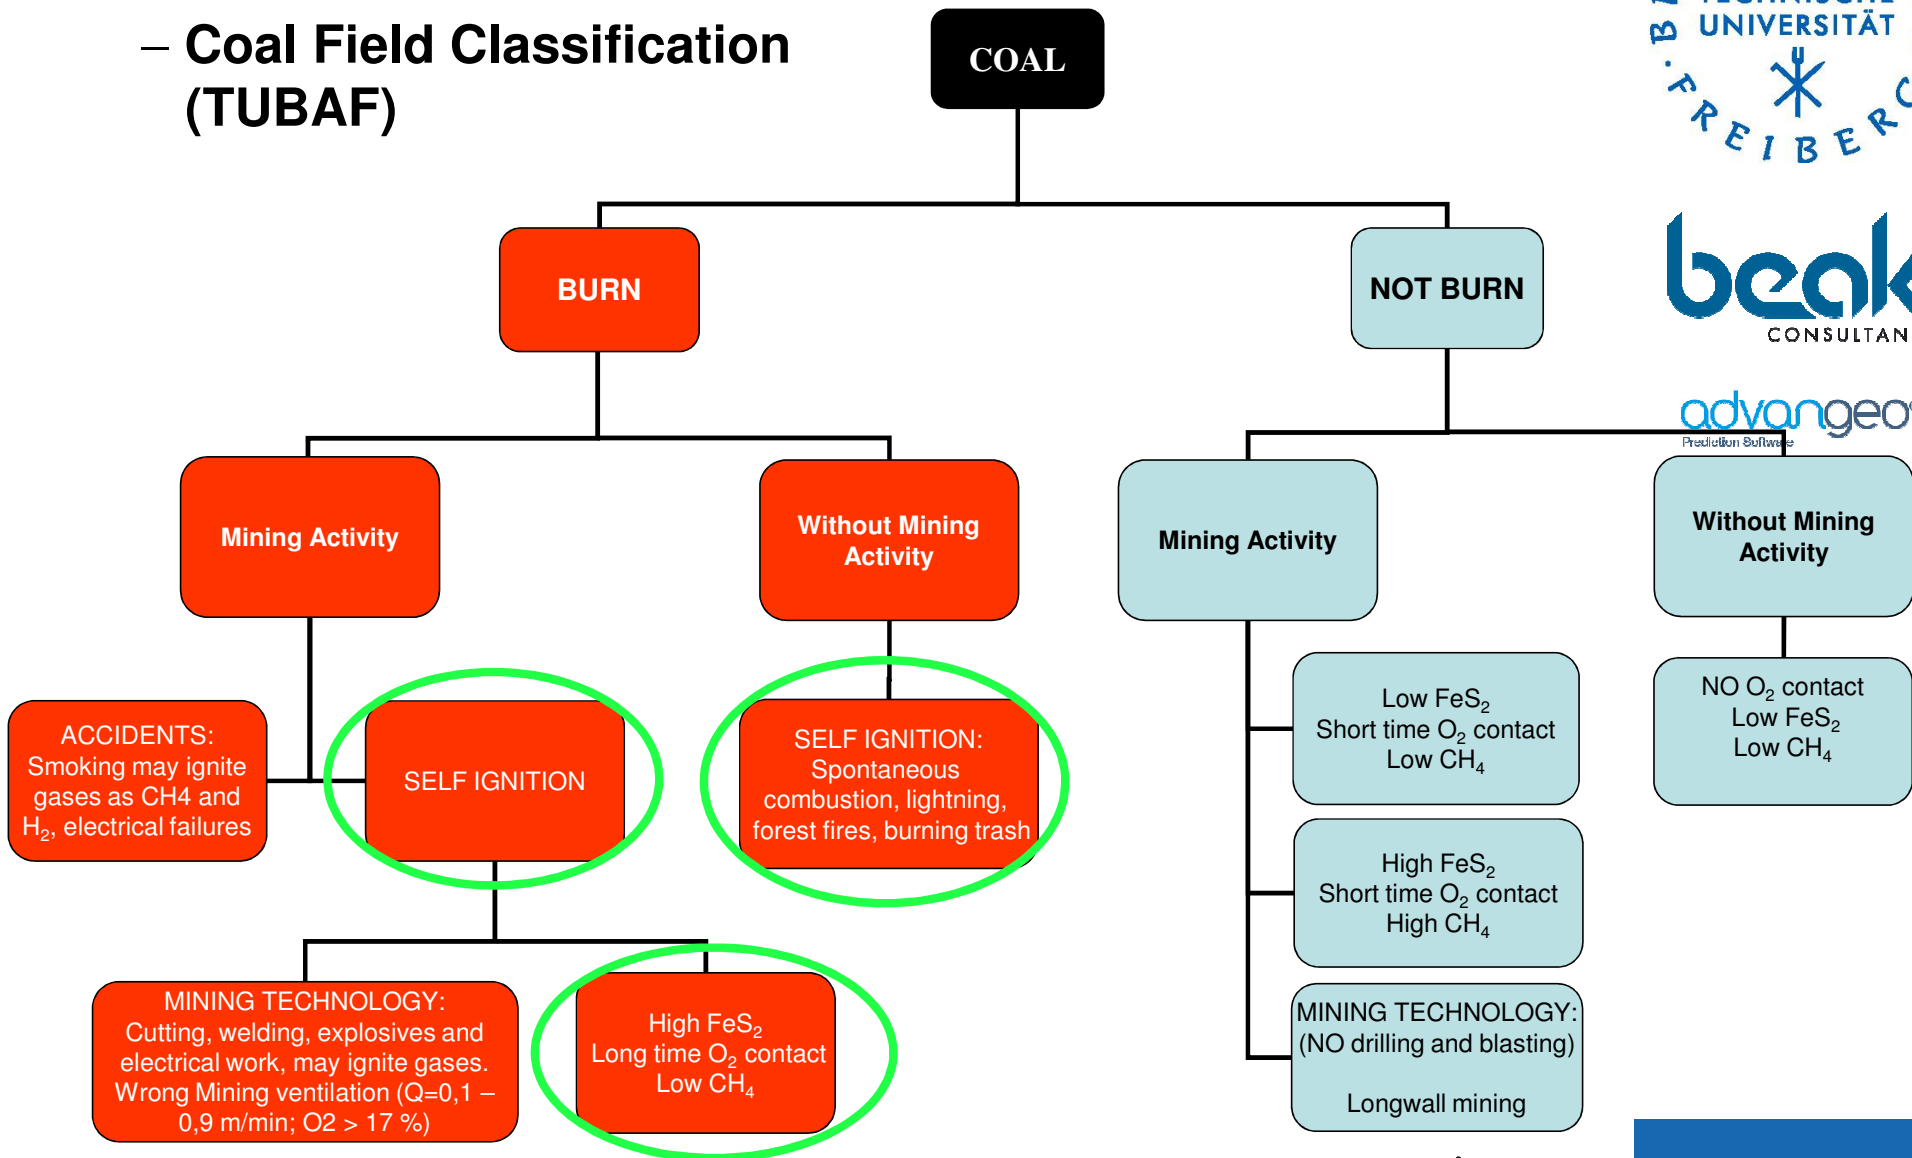 – Coal Field Classification
(TUBAF)
COAL
UNIVERSITÄT
beak
CONSULTAN
advangeo®
Prediction Software
BURN
NOT BURN
Mining Activity
Without Mining
Activity
Mining Activity
Without Mining
Activity
ACCIDENTS:
Smoking may ignite
gases as CH4 and
H₂, electrical failures
SELF IGNITION
SELF IGNITION:
Spontaneous
combustion, lightning,
forest fires, burning trash
Low FeS₂
Short time O₂ contact
Low CH₄
NO O₂ contact
Low FeS₂
Low CH₄
High FeS₂
Short time O₂ contact
High CH₄
MINING TECHNOLOGY:
Cutting, welding, explosives and
electrical work, may ignite gases.
Wrong Mining ventilation (Q=0,1 –
0,9 m/min; O2 > 17 %)
High FeS₂
Long time O₂ contact
Low CH₄
MINING TECHNOLOGY:
(NO drilling and blasting)
Longwall mining